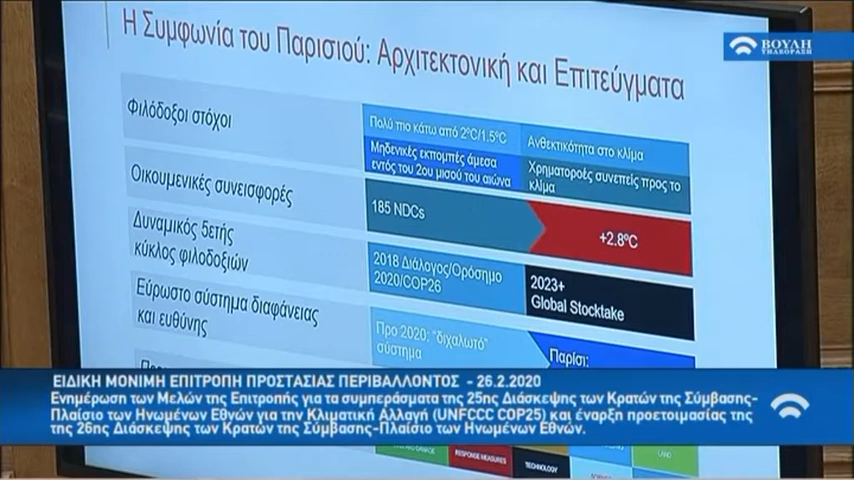 Η Συμφωνία του Παρισιού: Αρχιτεκτονική και Επιτεύγματα
ΒΟΥΛΗ
ΤΗΛΕΟΡΑΣΗ
Φιλόδοξοι στόχοι
Πολύ πιο κάτω από 2ºC/1.5ºC
Ανθεκτικότητα στο κλίμα
Μηδενικές εκπομπές άμεσα
εντός του 2ου μισού του αιώνα
Χρηματοροές συνεπείς προς το
κλίμα
Οικουμενικές συνεισφορές
185 NDCs
+2.8ºC
Δυναμικός 5ετής
κύκλος φιλοδοξιών
2018 Διάλογος/Ορόσημο
2020/COP26
2023+
Global Stocktake
Εύρωστο σύστημα διαφάνειας
και ευθύνης
Προ 2020: "διχαλωτό"
σύστημα
Παρίσι:
ΕΙΔΙΚΗ ΜΟΝΙΜΗ ΕΠΙΤΡΟΠΗ ΠΡΟΣΤΑΣΙΑΣ ΠΕΡΙΒΑΛΛΟΝΤΟΣ - 26.2.2020
Ενημέρωση των Μελών της Επιτροπής για τα συμπεράσματα της 25ης Διάσκεψης των Κρατών της Σύμβασης-
Πλαίσιο των Ηνωμένων Εθνών για την Κλιματική Αλλαγή (UNFCCC COP25) και έναρξη προετοιμασίας της
της 26ης Διάσκεψης των Κρατών της Σύμβασης-Πλαίσιο των Ηνωμένων Εθνών.
RESPONSE MEASURES
TECHNOLOGY
LAND